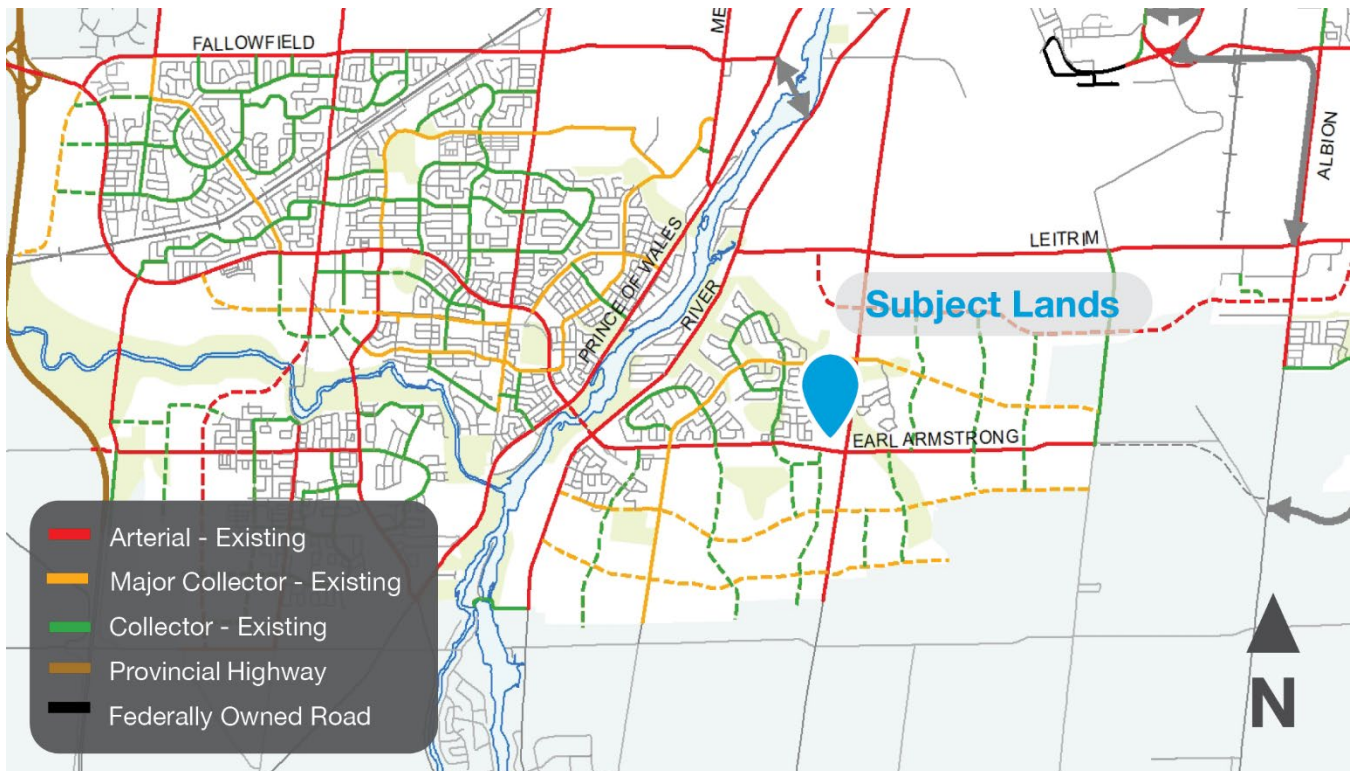 FALLOWFIELD
ME
ALBION
LEITRIM
PRINCE OF WALES
RIVER
Subject Lands
EARL ARMSTRONG
Arterial - Existing
Major Collector - Existing
Collector - Existing
Provincial Highway
Federally Owned Road
N